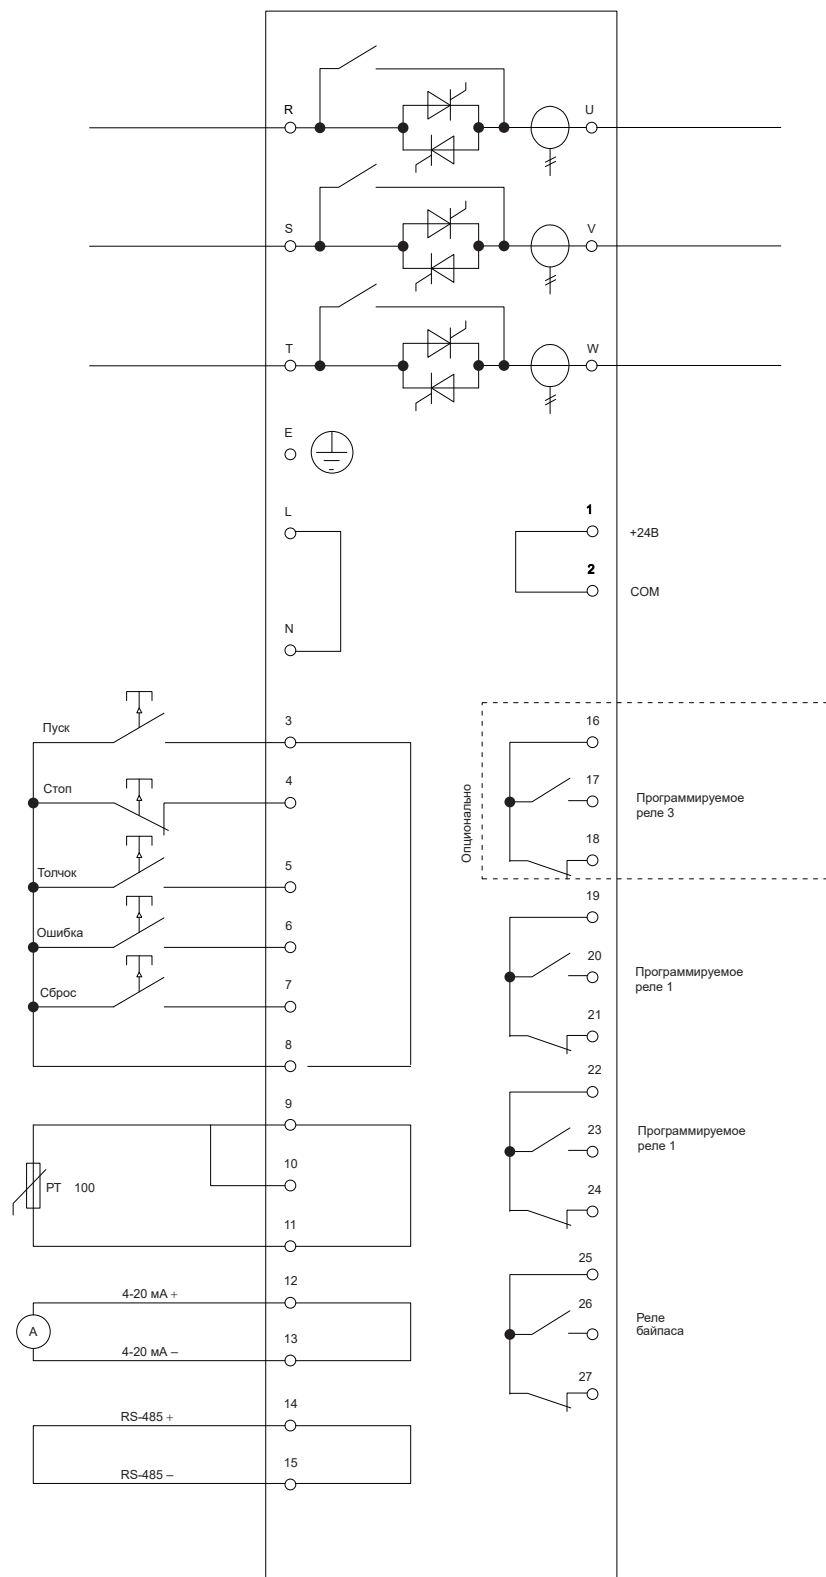 R
U
S
V
T
W
E
L
1
+24В
2
COM
N
Пуск
3
Стоп
4
Толчок
5
Ошибка
6
Сброс
7
8
9
10
PT 100
11
4-20 мА +
12
A
4-20 мА –
13
RS-485 +
14
RS-485 –
15
Опционально
16
17
Программируемое
реле 3
18
19
20
Программируемое
реле 1
21
22
23
Программируемое
реле 1
24
25
26
Реле
байпаса
27